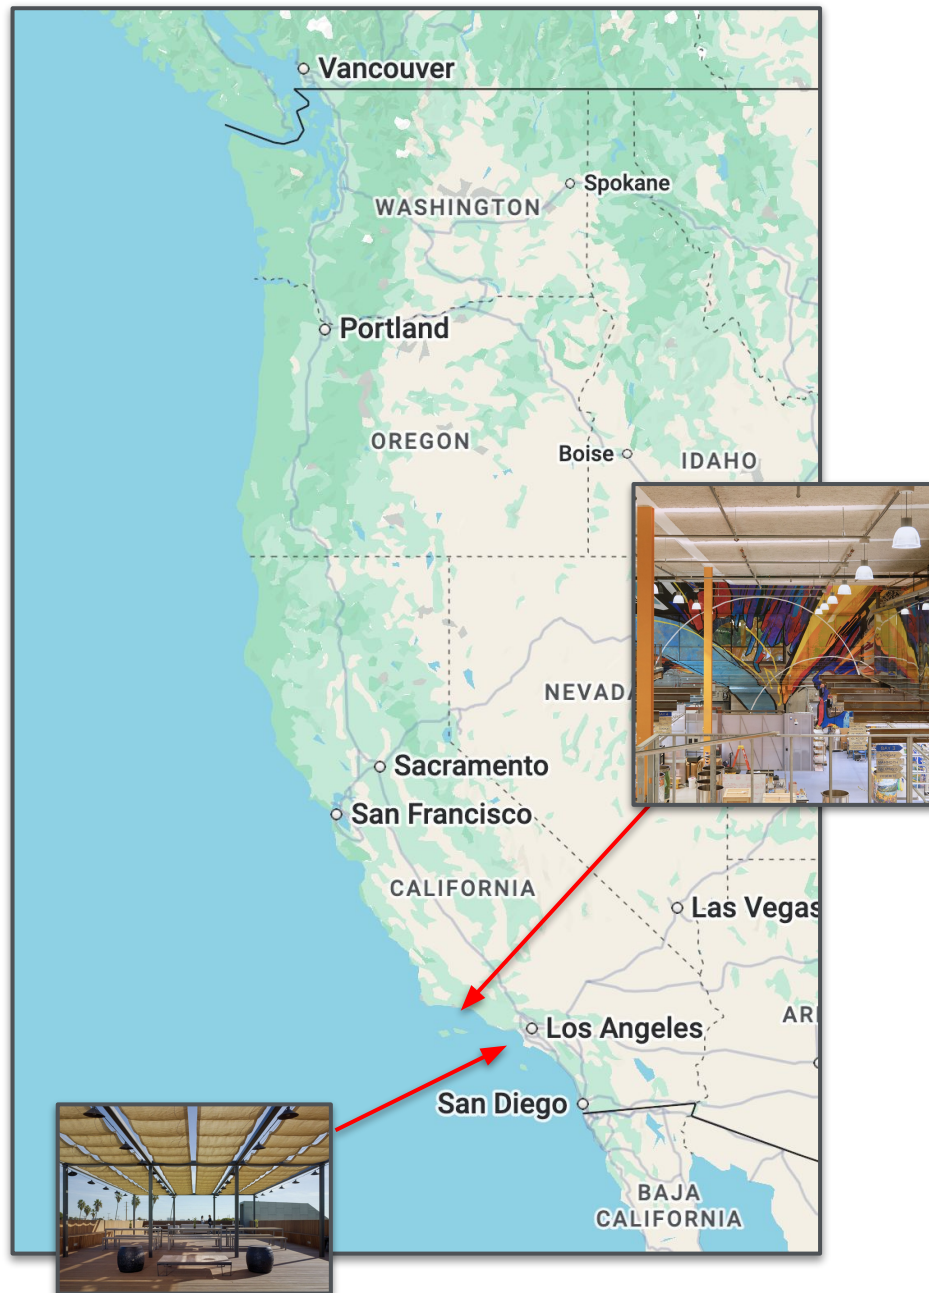 Vancouver
Spokane
WASHINGTON
Portland
OREGON
Boise
IDAHO
NEVADA
Sacramento
San Francisco
CALIFORNIA
Las Vegas
Los Angeles
ARI
San Diego
BAJA
CALIFORNIA